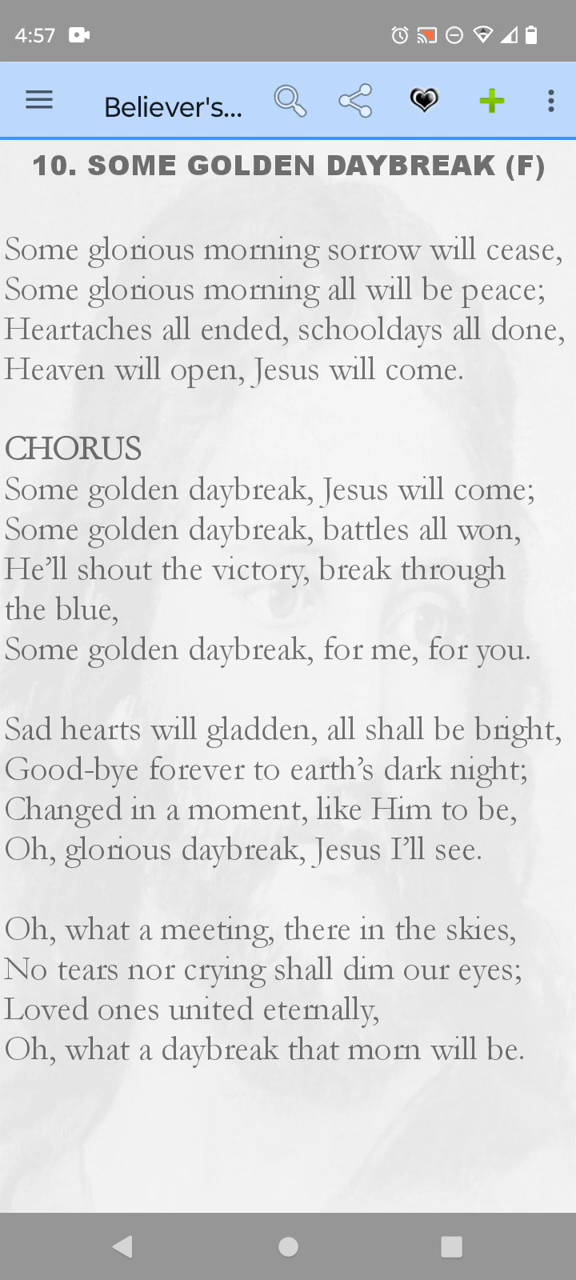 4:57
Believer's...
10. SOME GOLDEN DAYBREAK (F)
Some glorious morning sorrow will cease,
Some glorious morning all will be peace;
Heartaches all ended, schooldays all done,
Heaven will open, Jesus will come.
CHORUS
Some golden daybreak, Jesus will come;
Some golden daybreak, battles all won,
He’ll shout the victory, break through
the blue,
Some golden daybreak, for me, for you.
Sad hearts will gladden, all shall be bright,
Good-bye forever to earth’s dark night;
Changed in a moment, like Him to be,
Oh, glorious daybreak, Jesus I’ll see.
Oh, what a meeting, there in the skies,
No tears nor crying shall dim our eyes;
Loved ones united eternally,
Oh, what a daybreak that morn will be.